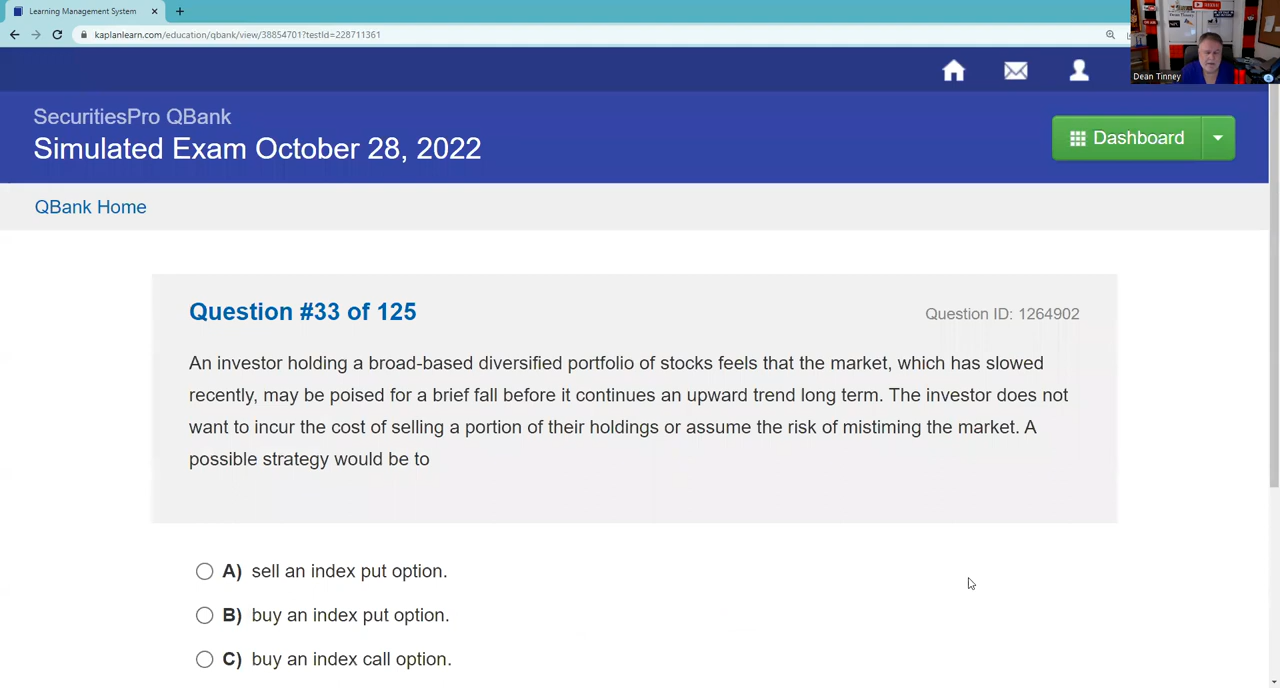 Learning Management System
kaplanlearn.com/education/qbank/view/38854701?testId=228711361
Dean Tinney
SecuritiesPro QBank
Simulated Exam October 28, 2022
Dashboard
QBank Home
Question #33 of 125
Question ID: 1264902
An investor holding a broad-based diversified portfolio of stocks feels that the market, which has slowed
recently, may be poised for a brief fall before it continues an upward trend long term. The investor does not
want to incur the cost of selling a portion of their holdings or assume the risk of mistiming the market. A
possible strategy would be to
A) sell an index put option.
B) buy an index put option.
C) buy an index call option.